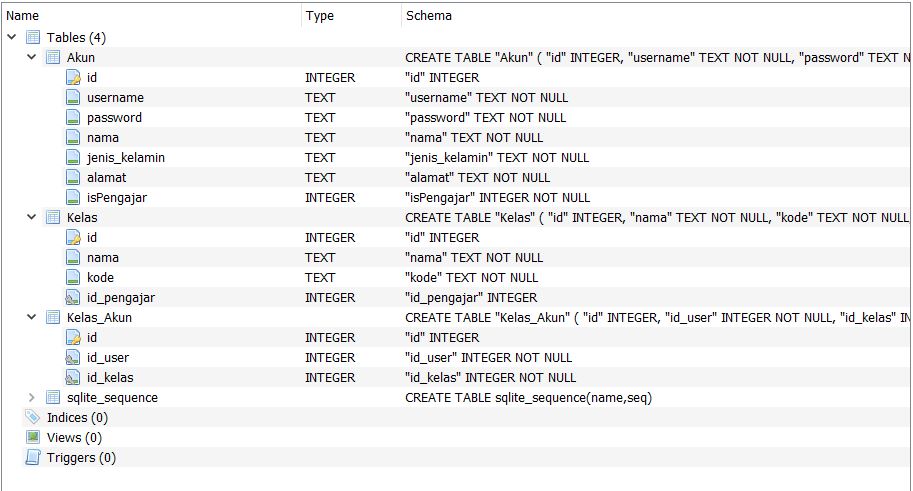 Name Type Schema
Tables (4)
Akun CREATE TABLE "Akun" ( "id" INTEGER, "username" TEXT NOT NULL, "password" TEXT N
id INTEGER "id" INTEGER
username TEXT "username" TEXT NOT NULL
password TEXT "password" TEXT NOT NULL
nama TEXT "nama" TEXT NOT NULL
jenis_kelamin TEXT "jenis_kelamin" TEXT NOT NULL
alamat TEXT "alamat" TEXT NOT NULL
isPengajar INTEGER "isPengajar" INTEGER NOT NULL
Kelas CREATE TABLE "Kelas" ( "id" INTEGER, "nama" TEXT NOT NULL, "kode" TEXT NOT NULL,
id INTEGER "id" INTEGER
nama TEXT "nama" TEXT NOT NULL
kode TEXT "kode" TEXT NOT NULL
id_pengajar INTEGER "id_pengajar" INTEGER
Kelas_Akun CREATE TABLE "Kelas_Akun" ( "id" INTEGER, "id_user" INTEGER NOT NULL, "id_kelas" IN
id INTEGER "id" INTEGER
id_user INTEGER "id_user" INTEGER NOT NULL
id_kelas INTEGER "id_kelas" INTEGER NOT NULL
sqlite_sequence CREATE TABLE sqlite_sequence(name,seq)
Indices (0)
Views (0)
Triggers (0)